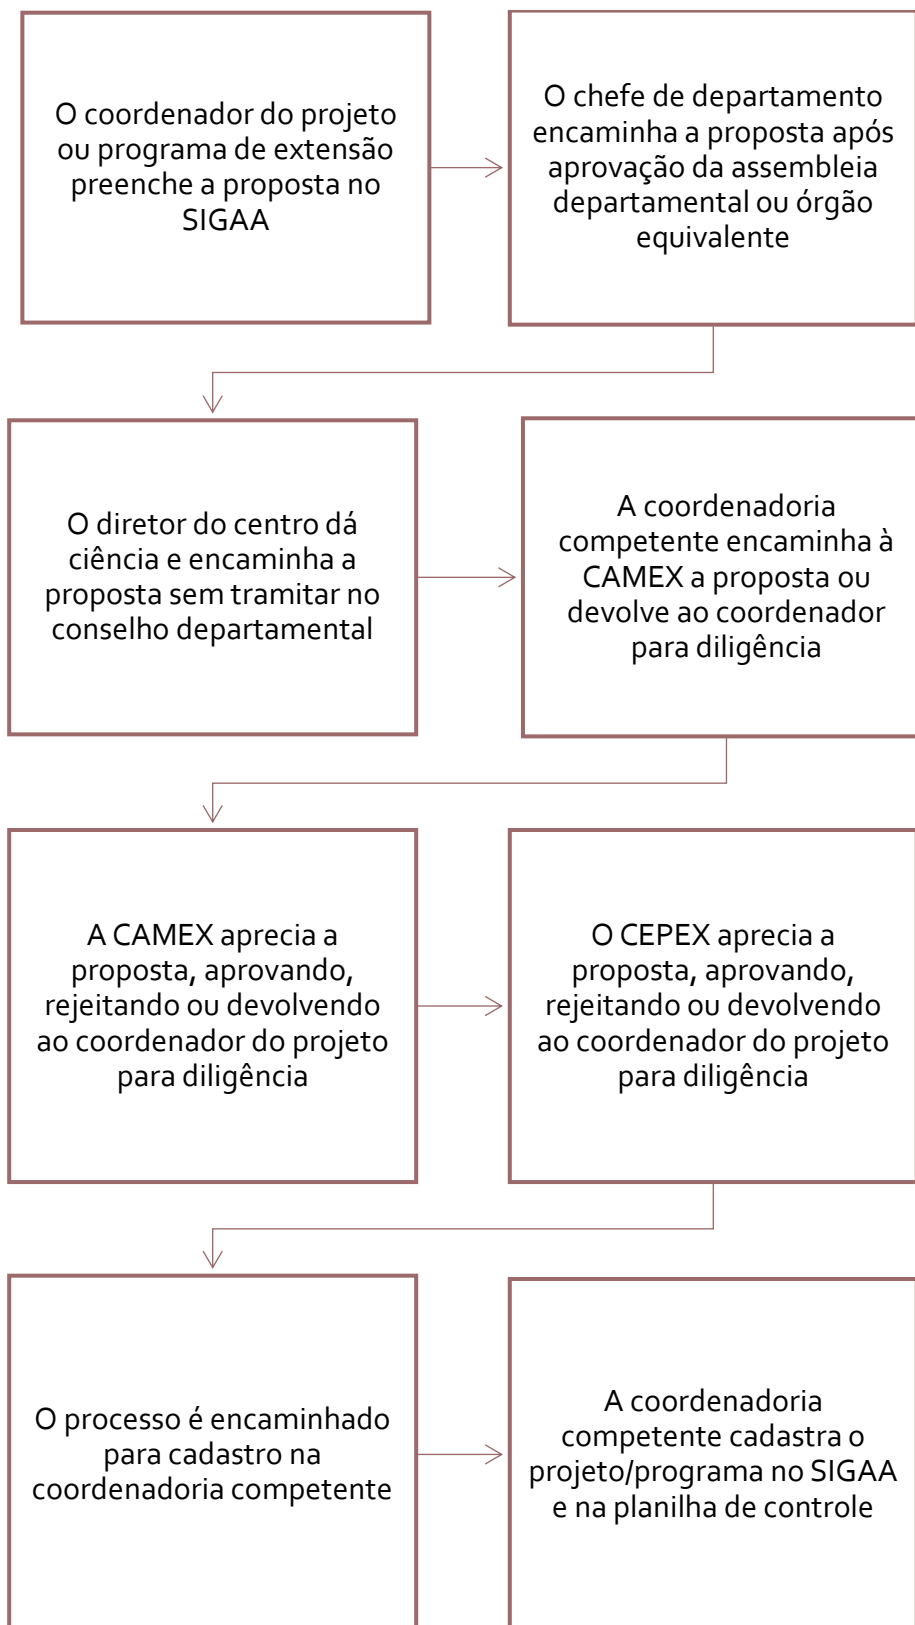 O coordenador do projeto
ou programa de extensão
preenche a proposta no
SIGAA
O chefe de departamento
encaminha a proposta após
aprovação da assembleia
departamental ou órgão
equivalente
O diretor do centro dá
ciência e encaminha a
proposta sem tramitar no
conselho departamental
A coordenadoria
competente encaminha à
CAMEX a proposta ou
devolve ao coordenador
para diligência
A CAMEX aprecia a
proposta, aprovando,
rejeitando ou devolvendo
ao coordenador do projeto
para diligência
O CEPEX aprecia a
proposta, aprovando,
rejeitando ou devolvendo
ao coordenador do projeto
para diligência
O processo é encaminhado
para cadastro na
coordenadoria competente
A coordenadoria
competente cadastra o
projeto/programa no SIGAA
e na planilha de controle